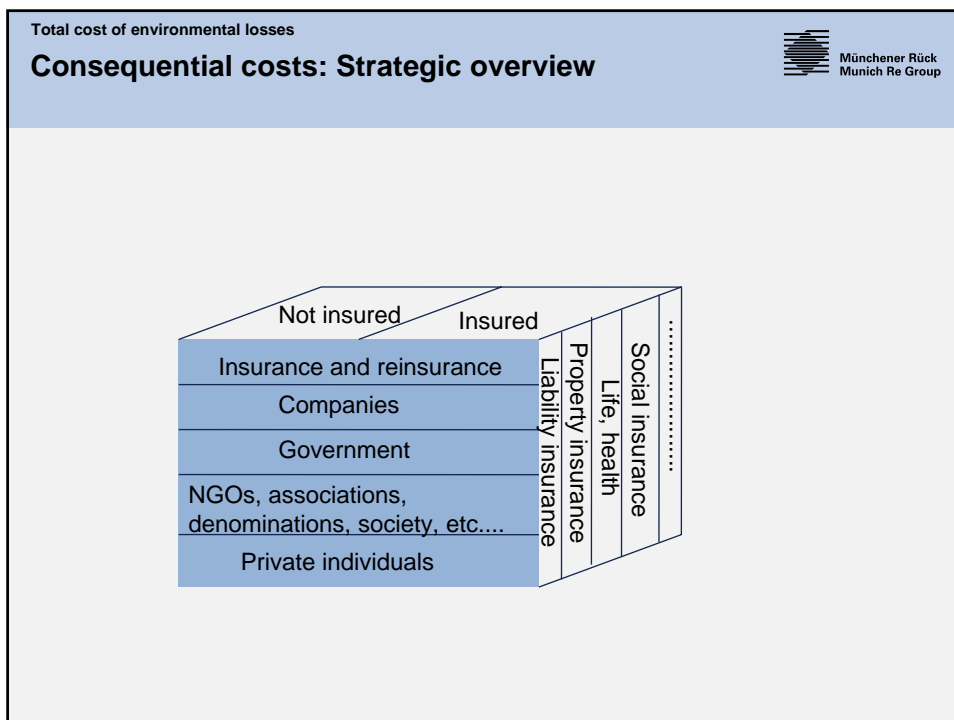 Total cost of environmental losses
Consequential costs: Strategic overview
Münchener Rück
Munich Re Group
Not insured
Insured
Insurance and reinsurance
Companies
Government
NGOs, associations,
denominations, society, etc....
Private individuals
Liability insurance
Property insurance
Life, health
Social insurance
........................